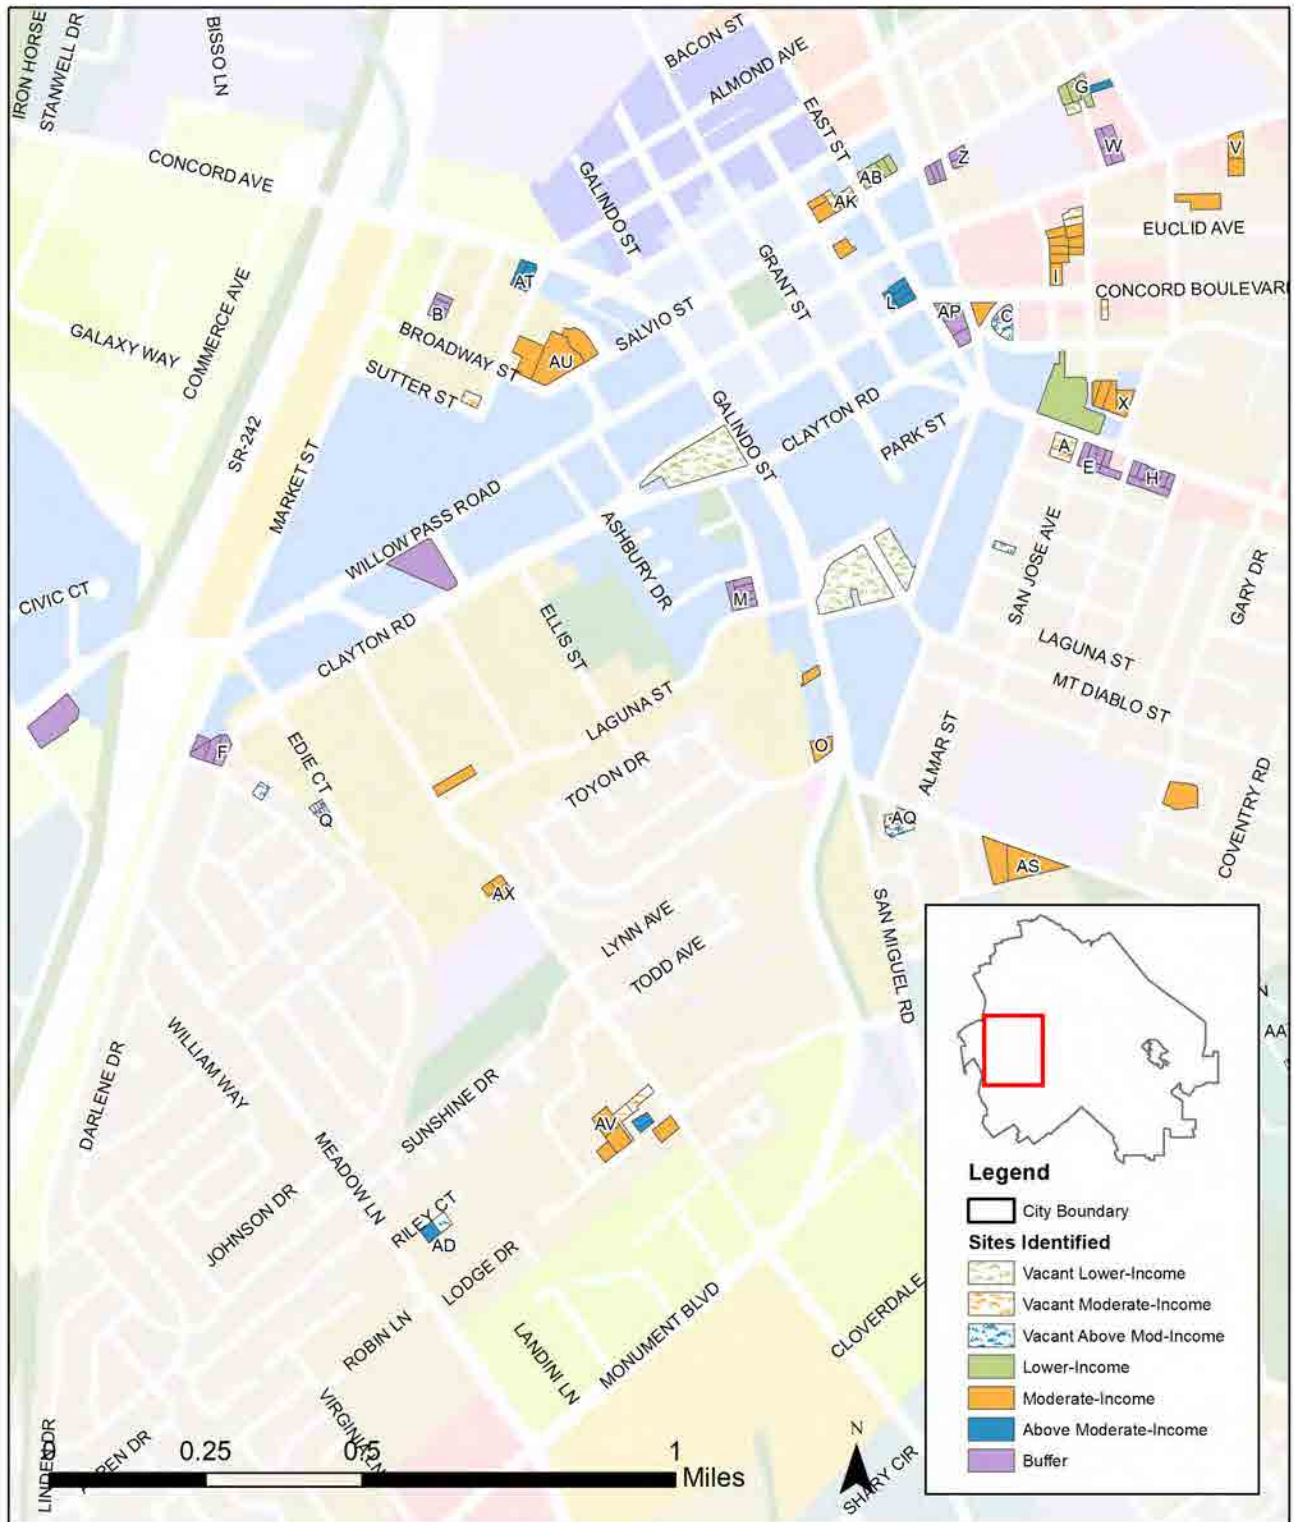 IRON HORSE
STANWELL DR
BISSO LN
BACON ST
ALMOND AVE
EAST ST
G
W
V
Z
AB
AK
CONCORD AVE
GALINDO ST
GRANT ST
EUCLID AVE
I
CONCORD BOULEVAR
AT
B
L
AP
C
COMMERCE AVE
GALAXY WAY
BROADWAY ST
SALVIO ST
AU
SUTTER ST
X
SR-242
MARKET ST
GALINDO ST
CLAYTON RD
PARK ST
A
E
H
WILLOW PASS ROAD
ASHBURY DR
SAN JOSE AVE
GARY DR
CIVIC CT
M
CLAYTON RD
ELLIS ST
LAGUNA ST
MT DIABLO ST
LAGUNA ST
O
F
EDIE CT
Q
TOYON DR
ALMAR ST
COVENTRY RD
AQ
AS
AX
LYNN AVE
TODD AVE
SAN MIGUEL RD
AA
DARLENE DR
WILLIAM WAY
SUNSHINE DR
AV
MEADOW LN
JOHNSON DR
RILEY CT
AD
LODGE DR
ROBIN LN
LANDINI LN
MONUMENT BLVD
CLOVERDALE
LINDEN DR
SHARY CIR
Legend
City Boundary
Sites Identified
Vacant Lower-Income
Vacant Moderate-Income
Vacant Above Mod-Income
Lower-Income
Moderate-Income
Above Moderate-Income
Buffer
0 0.25 0.5 1
Miles
N